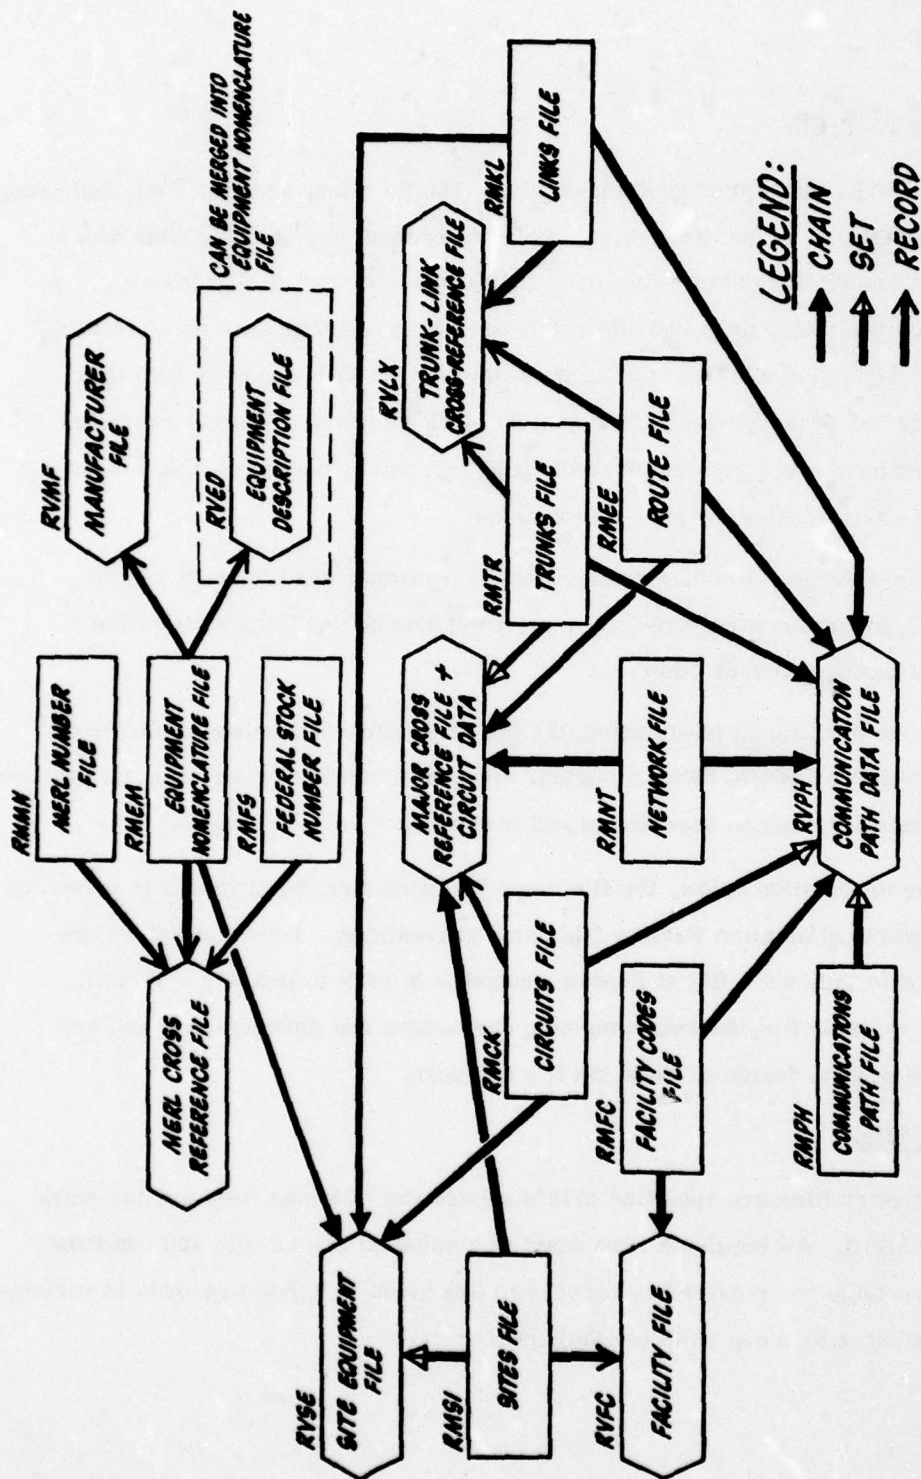 RMMN
MERL NUMBER
FILE
RVMF
MANUFACTURER
FILE
CAN BE MERGED INTO
EQUIPMENT NOMENCLATURE
FILE
RMEM
EQUIPMENT
NOMENCLATURE FILE
MERL CROSS
REFERENCE FILE
RVED
EQUIPMENT
DESCRIPTION FILE
RMFS
FEDERAL STOCK
NUMBER FILE
RVSE
SITE EQUIPMENT
FILE
RVLX
TRUNK-LINK
CROSS-REFERENCE FILE
RMKL
LINKS FILE
MAJOR CROSS
REFERENCE FILE +
CIRCUIT DATA
RMSI
SITES FILE
RMCK
CIRCUITS FILE
RMTR
TRUNKS FILE
RMNT
NETWORK FILE
RMEE
ROUTE FILE
RVFC
FACILITY FILE
RMFC
FACILITY CODES
FILE
RMPH
COMMUNICATIONS
PATH FILE
RVPH
COMMUNICATION
PATH DATA FILE
LEGEND:
CHAIN
SET
RECORD